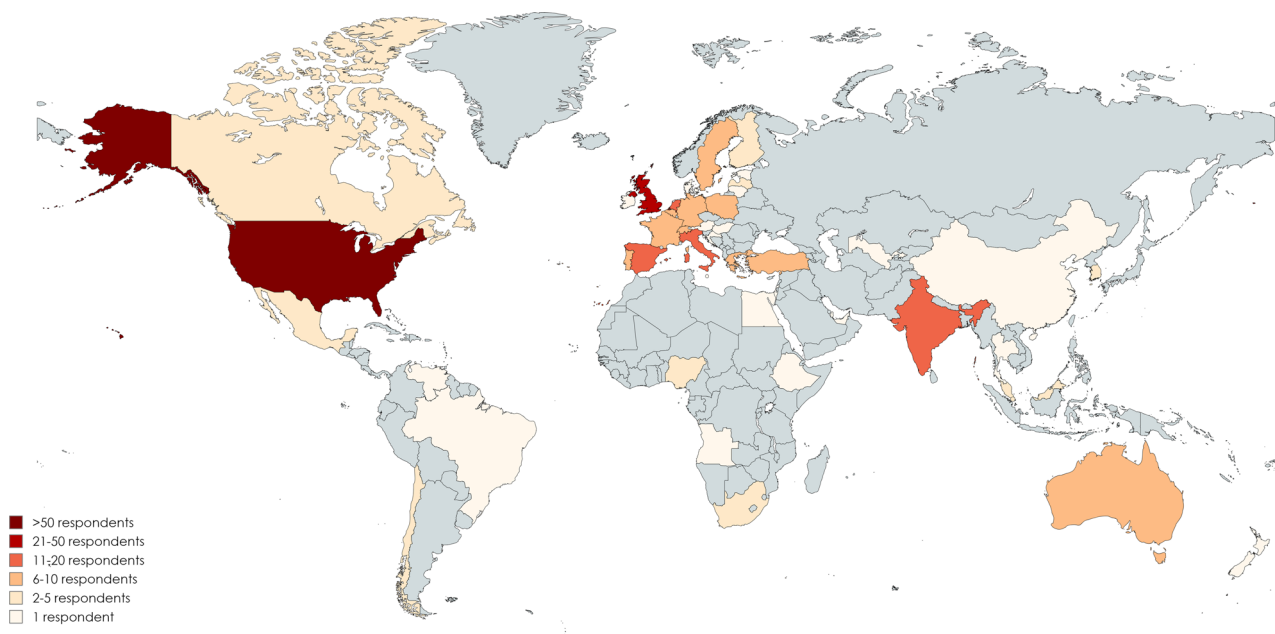 >50 respondents
21-50 respondents
11-20 respondents
6-10 respondents
2-5 respondents
1 respondent